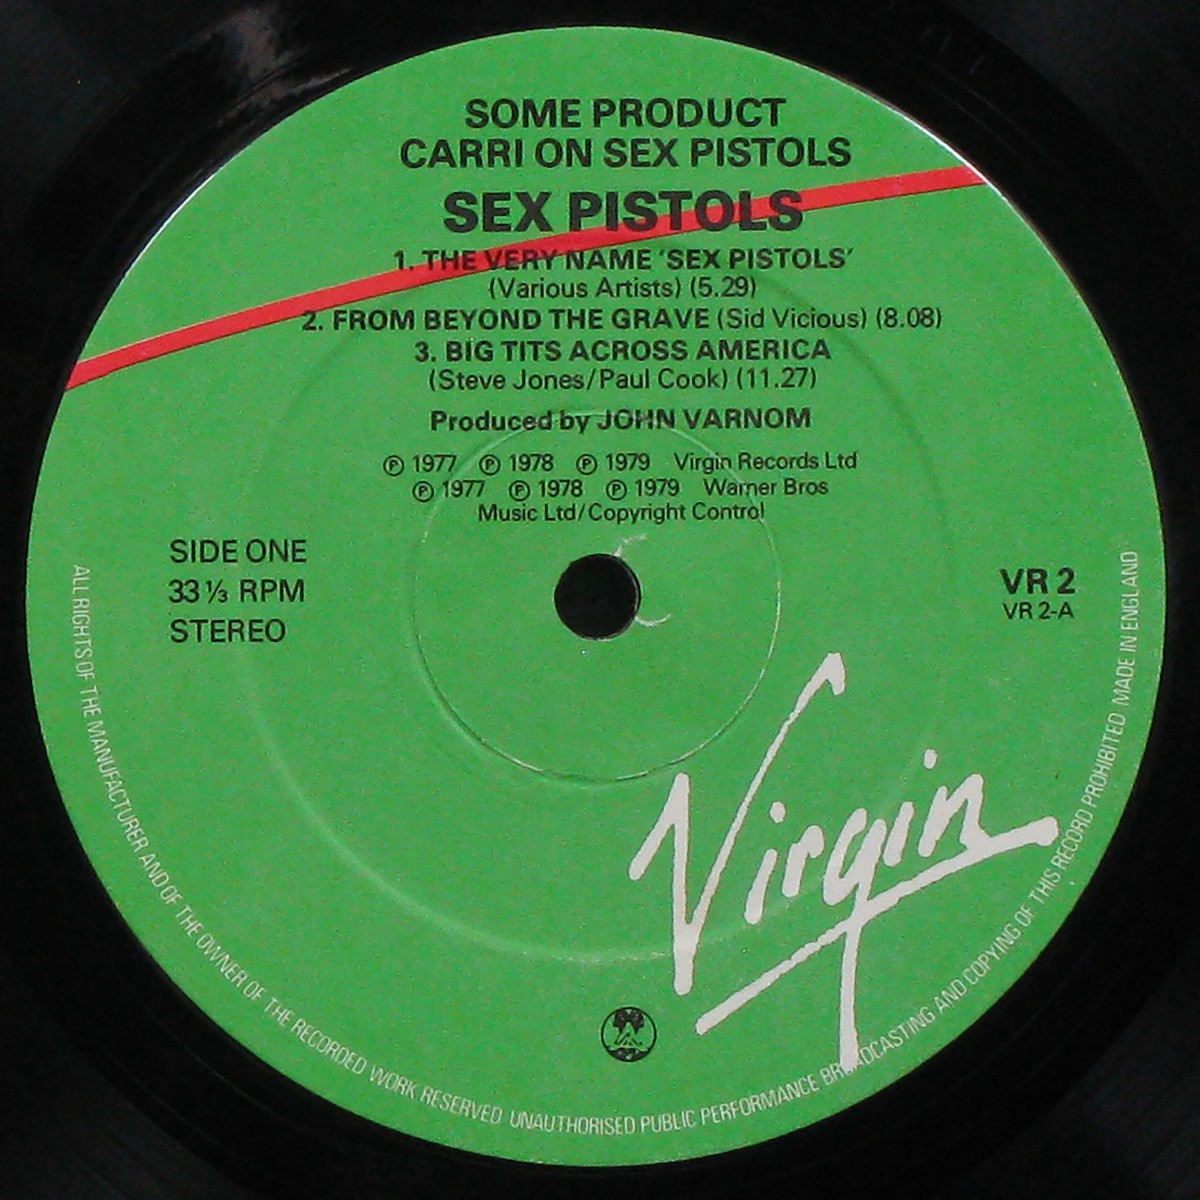 SOME PRODUCT
CARRI ON SEX PISTOLS
SEX PISTOLS
1. THE VERY NAME ‘SEX PISTOLS’
(Various Artists) (5.29)
2. FROM BEYOND THE GRAVE (Sid Vicious) (8.08)
3. BIG TITS ACROSS AMERICA
(Steve Jones/Paul Cook) (11.27)
Produced by JOHN VARNOM
℗ 1977 ℗ 1978 ℗ 1979 Virgin Records Ltd
℗ 1977 ℗ 1978 ℗ 1979 Warner Bros
Music Ltd/Copyright Control
SIDE ONE
33 ⅓ RPM
STEREO
VR 2
VR 2-A
Virgin
ALL RIGHTS OF THE MANUFACTURER AND OF THE OWNER OF THE RECORDED WORK RESERVED UNAUTHORISED PUBLIC PERFORMANCE BROADCASTING AND COPYING OF THIS RECORD PROHIBITED MADE IN ENGLAND